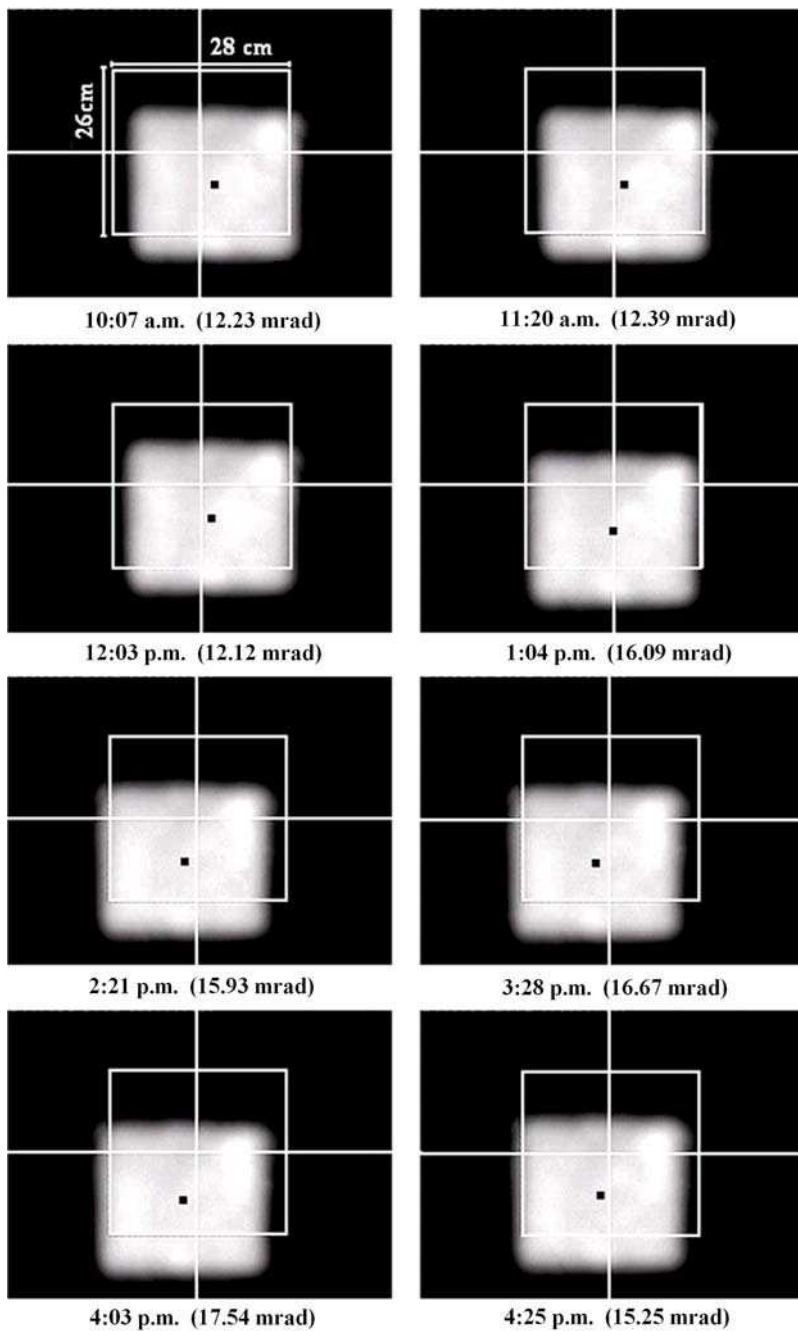 28 cm
26cm
10:07 a.m. (12.23 mrad)
11:20 a.m. (12.39 mrad)
12:03 p.m. (12.12 mrad)
1:04 p.m. (16.09 mrad)
2:21 p.m. (15.93 mrad)
3:28 p.m. (16.67 mrad)
4:03 p.m. (17.54 mrad)
4:25 p.m. (15.25 mrad)